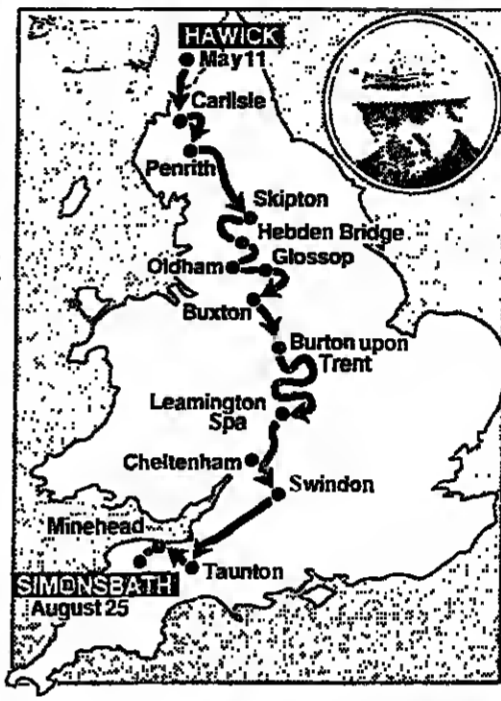 HAWICK
May 11
Carlisle
Penrith
Skipton
Hebden Bridge
Glossop
Oldham
Buxton
Burton upon
Trent
Leamington
Spa
Cheltenham
Swindon
Minehead
Taunton
SIMONSBATH
August 25